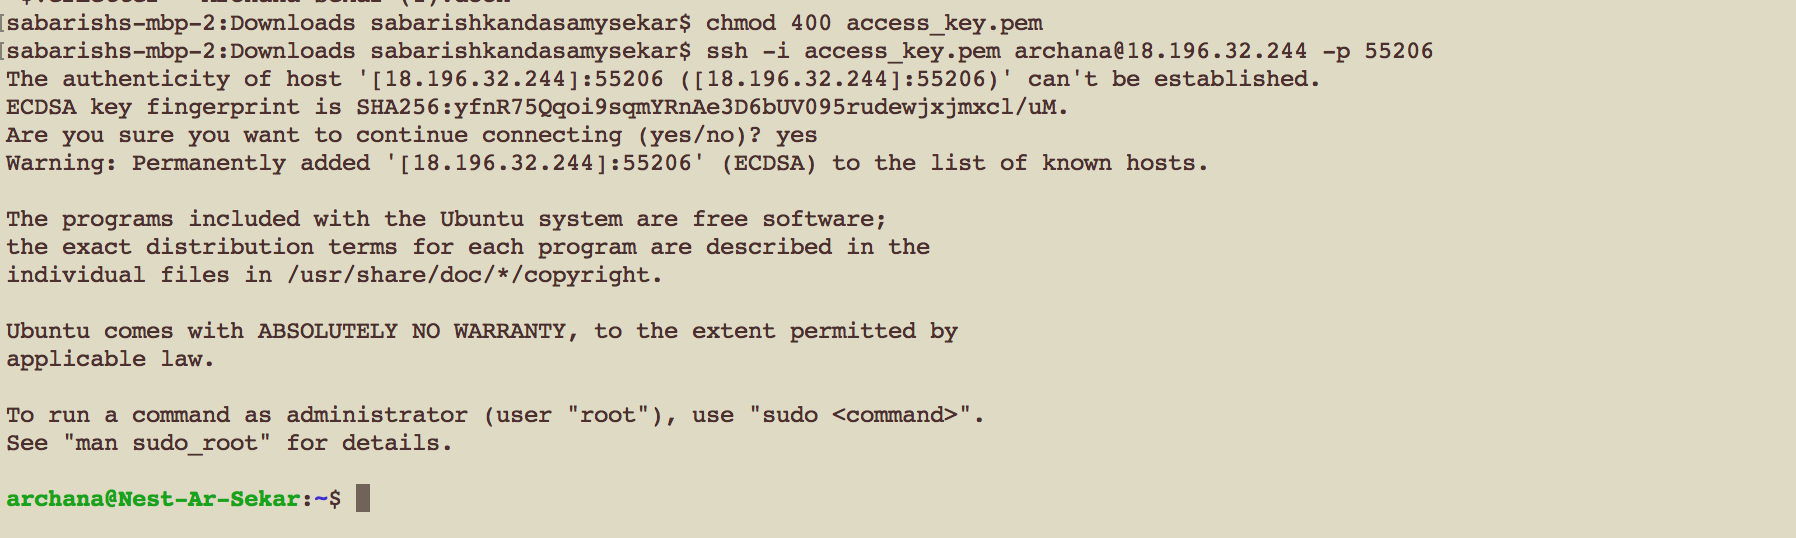 sabarishs-mbp-2:Downloads sabarishkandasamysekar$ chmod 400 access_key.pem
sabarishs-mbp-2:Downloads sabarishkandasamysekar$ ssh -i access_key.pem archana@18.196.32.244 -p 55206
The authenticity of host '[18.196.32.244]:55206 ([18.196.32.244]:55206)' can't be established.
ECDSA key fingerprint is SHA256:yfnR75Qqoi9sqmYRnAe3D6bUV095rudewjxjmxcl/uM.
Are you sure you want to continue connecting (yes/no)? yes
Warning: Permanently added '[18.196.32.244]:55206' (ECDSA) to the list of known hosts.
The programs included with the Ubuntu system are free software;
the exact distribution terms for each program are described in the
individual files in /usr/share/doc/*/copyright.
Ubuntu comes with ABSOLUTELY NO WARRANTY, to the extent permitted by
applicable law.
To run a command as administrator (user "root"), use "sudo <command>".
See "man sudo_root" for details.
archana@Nest-Ar-Sekar:~$